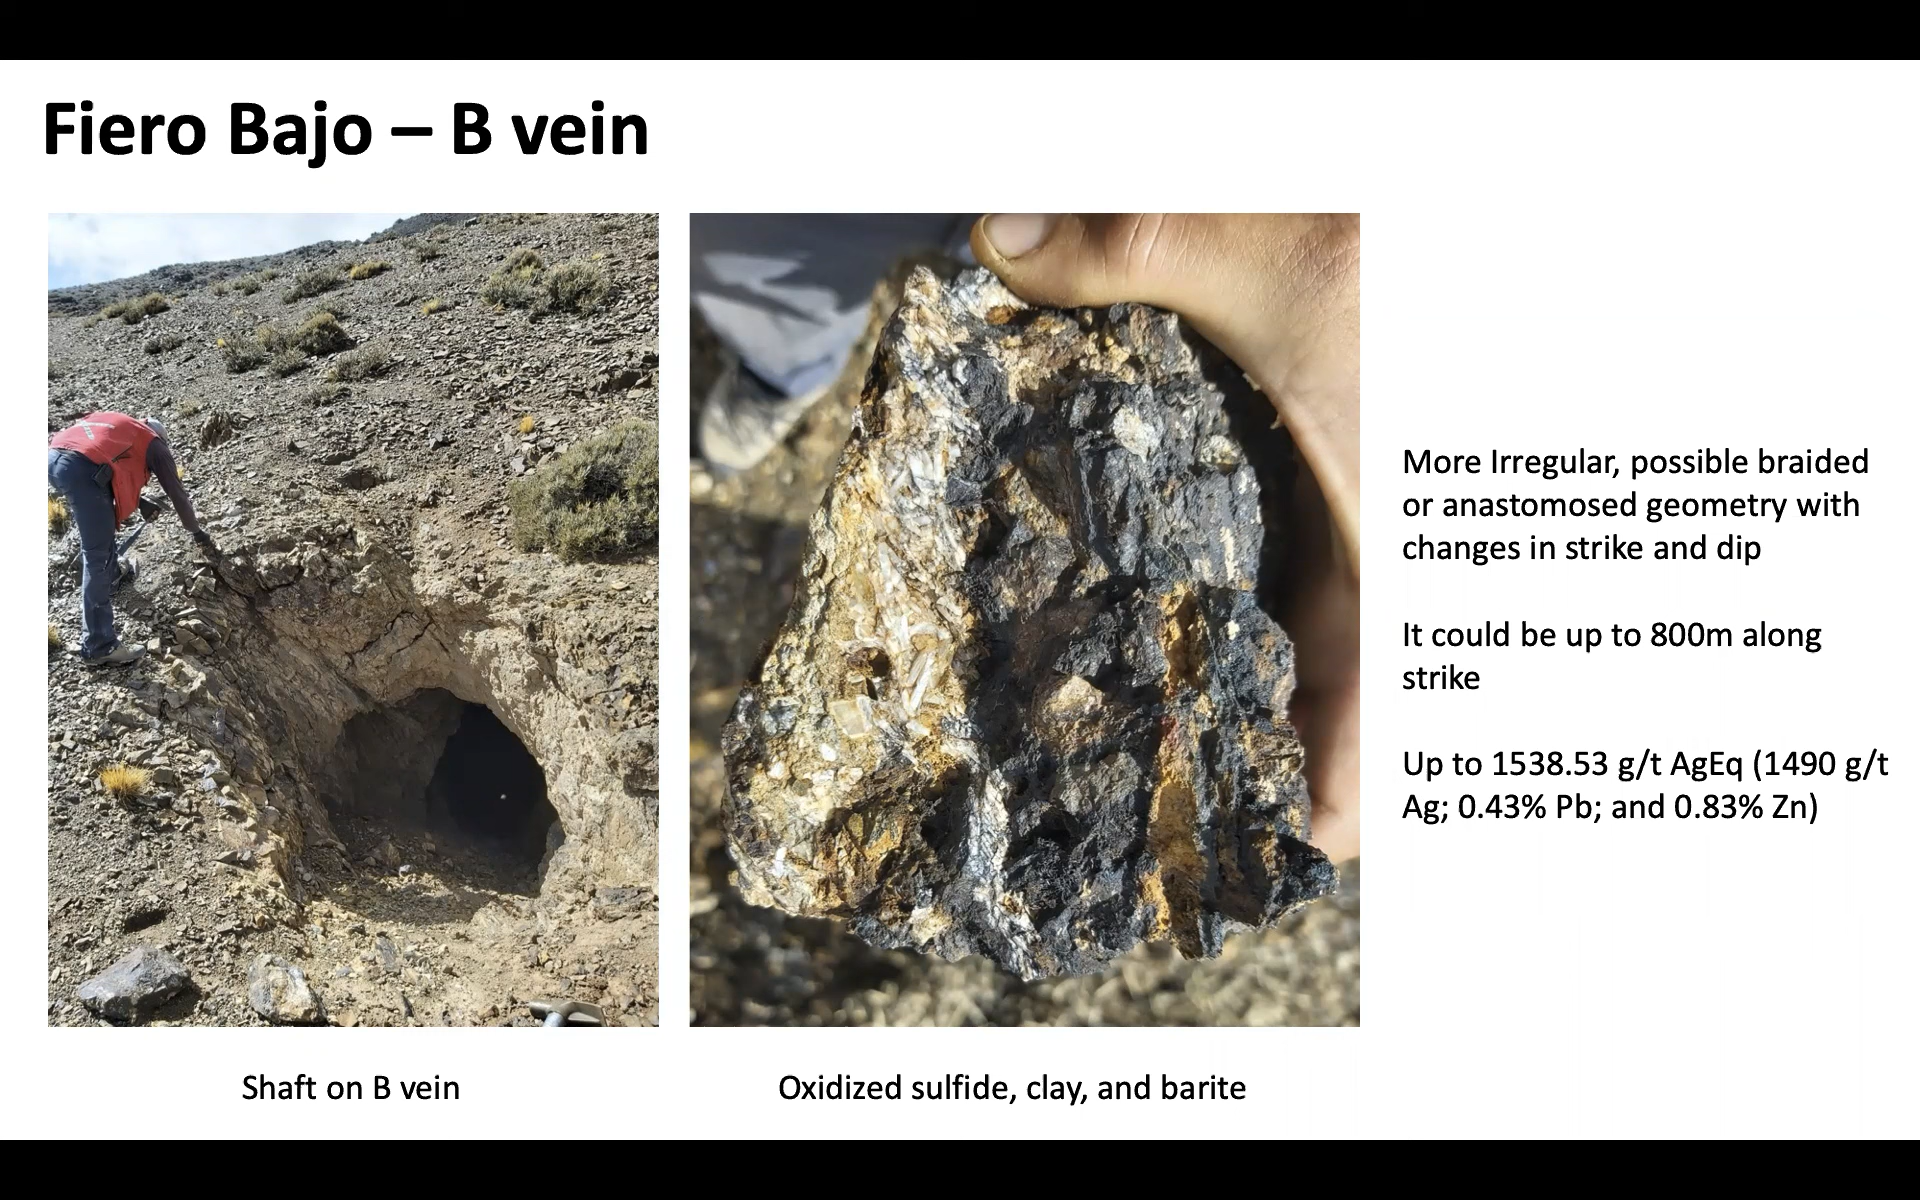 Fiero Bajo – B vein
More Irregular, possible braided
or anastomosed geometry with
changes in strike and dip
It could be up to 800m along
strike
Up to 1538.53 g/t AgEq (1490 g/t
Ag; 0.43% Pb; and 0.83% Zn)
Shaft on B vein
Oxidized sulfide, clay, and barite